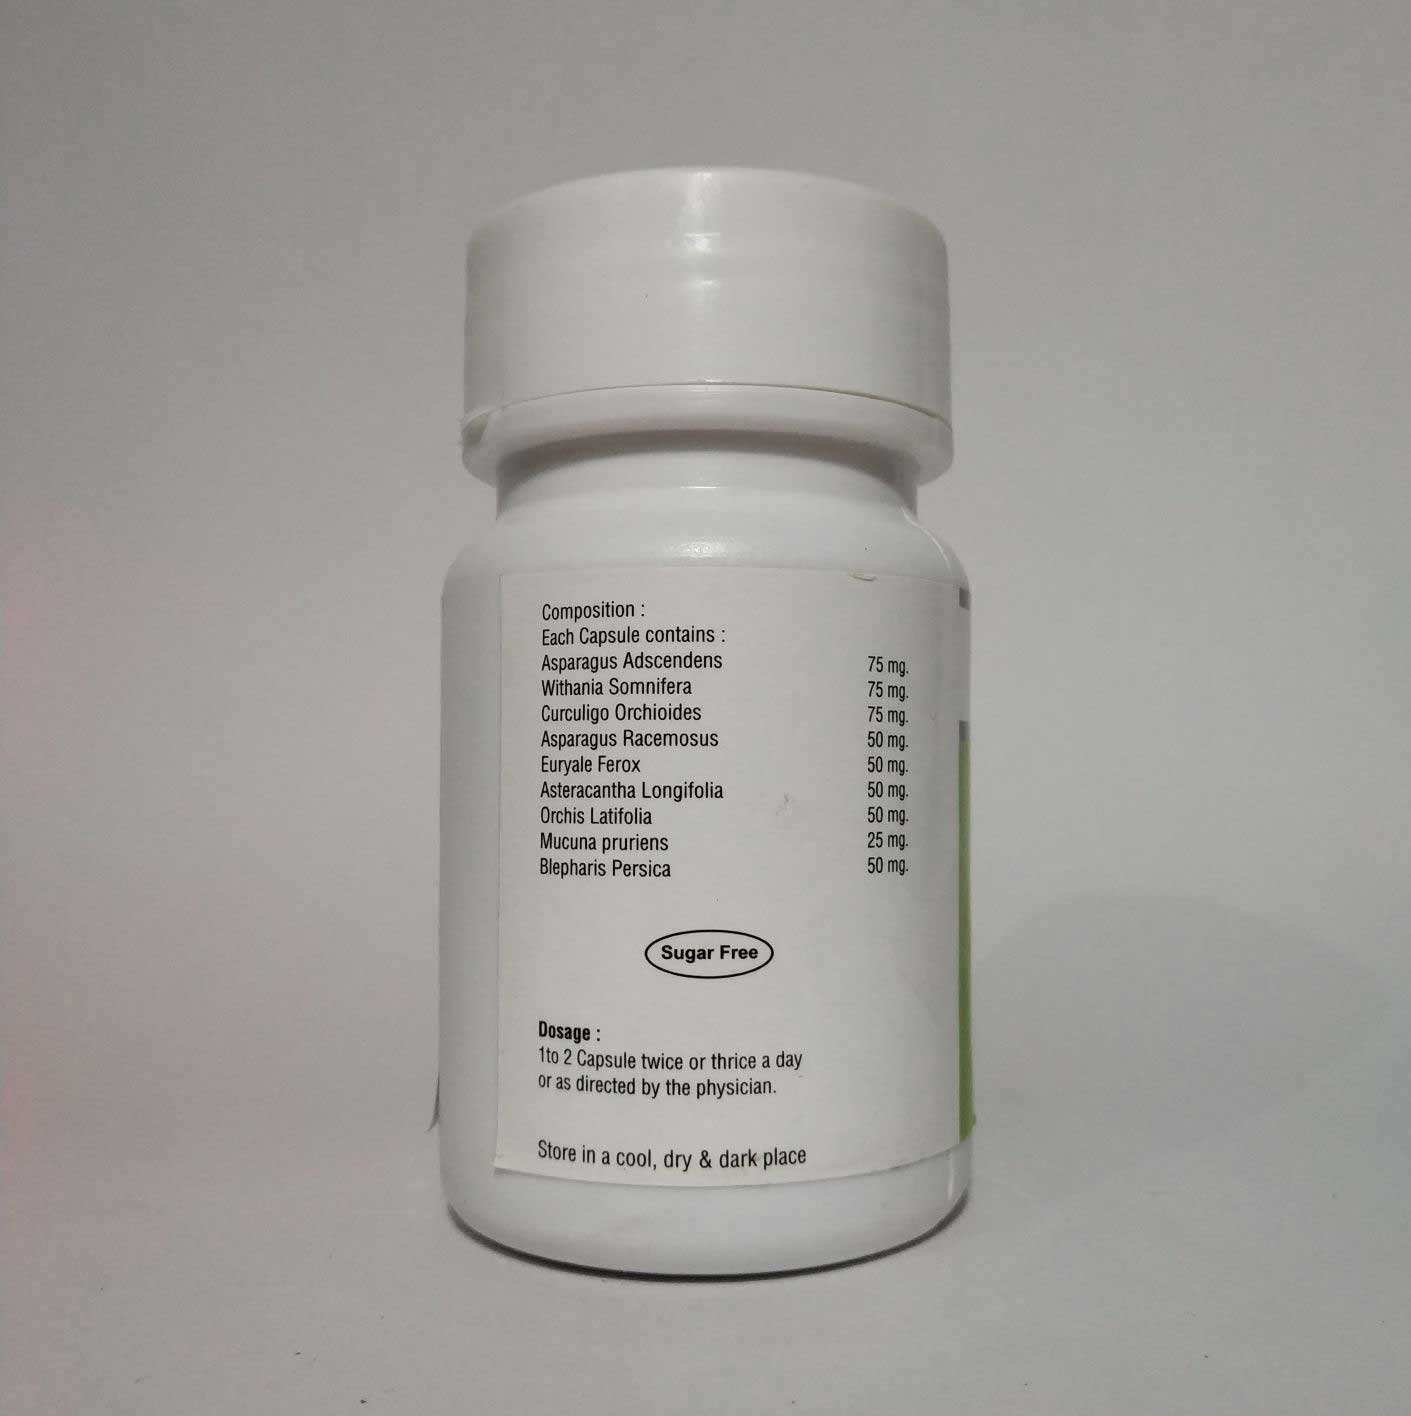 Composition :
Each Capsule contains :
Asparagus Adscendens 75 mg.
Withania Somnifera 75 mg.
Curculigo Orchioides 75 mg.
Asparagus Racemosus 50 mg.
Euryale Ferox 50 mg.
Asteracantha Longifolia 50 mg.
Orchis Latifolia 50 mg.
Mucuna pruriens 25 mg.
Blepharis Persica 50 mg.
Sugar Free
Dosage :
1to 2 Capsule twice or thrice a day
or as directed by the physician.
Store in a cool, dry & dark place